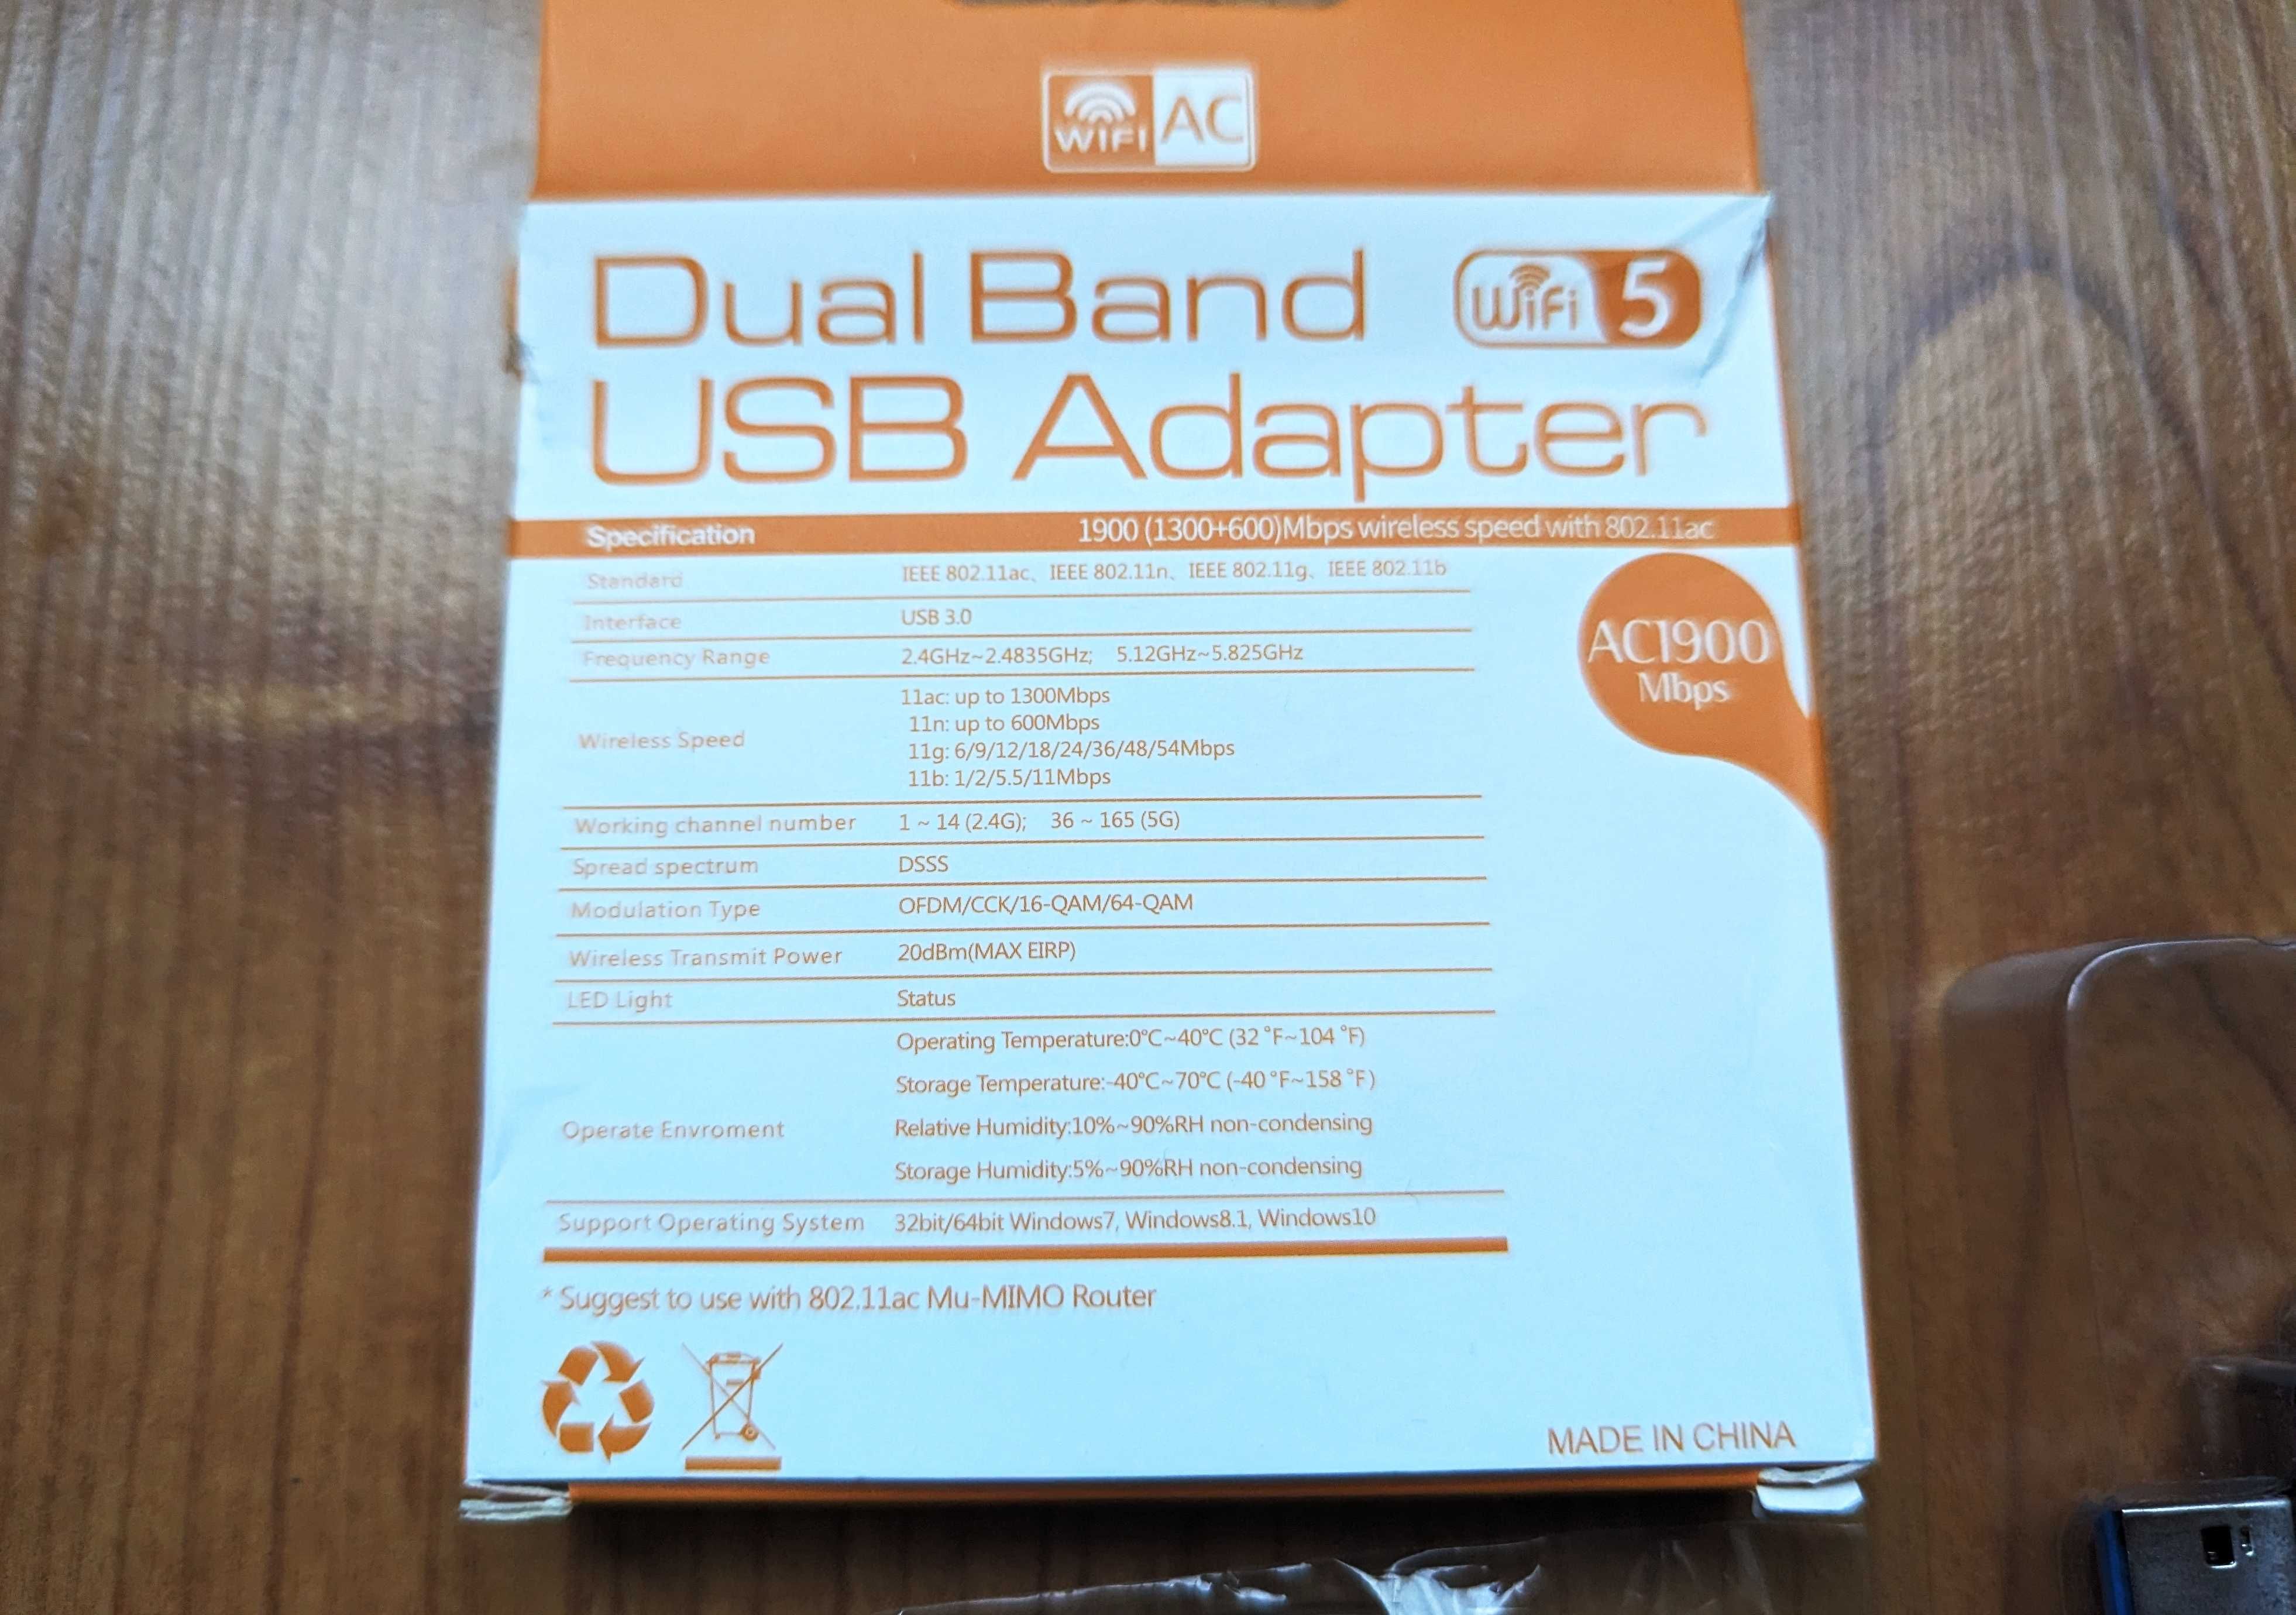 WIFI AC
Dual Band WiFi 5
USB Adapter
Specification 1900 (1300+600)Mbps wireless speed with 802.11ac
Standard IEEE 802.11ac、IEEE 802.11n、IEEE 802.11g、IEEE 802.11b
Interface USB 3.0
Frequency Range 2.4GHz~2.4835GHz; 5.12GHz~5.825GHz
AC1900
Mbps
Wireless Speed
11ac: up to 1300Mbps
11n: up to 600Mbps
11g: 6/9/12/18/24/36/48/54Mbps
11b: 1/2/5.5/11Mbps
Working channel number 1 ~ 14 (2.4G); 36 ~ 165 (5G)
Spread spectrum DSSS
Modulation Type OFDM/CCK/16-QAM/64-QAM
Wireless Transmit Power 20dBm(MAX EIRP)
LED Light Status
Operate Envroment
Operating Temperature:0°C~40°C (32 °F~104 °F)
Storage Temperature:-40°C~70°C (-40 °F~158 °F)
Relative Humidity:10%~90%RH non-condensing
Storage Humidity:5%~90%RH non-condensing
Support Operating System 32bit/64bit Windows7, Windows8.1, Windows10
* Suggest to use with 802.11ac Mu-MIMO Router
MADE IN CHINA